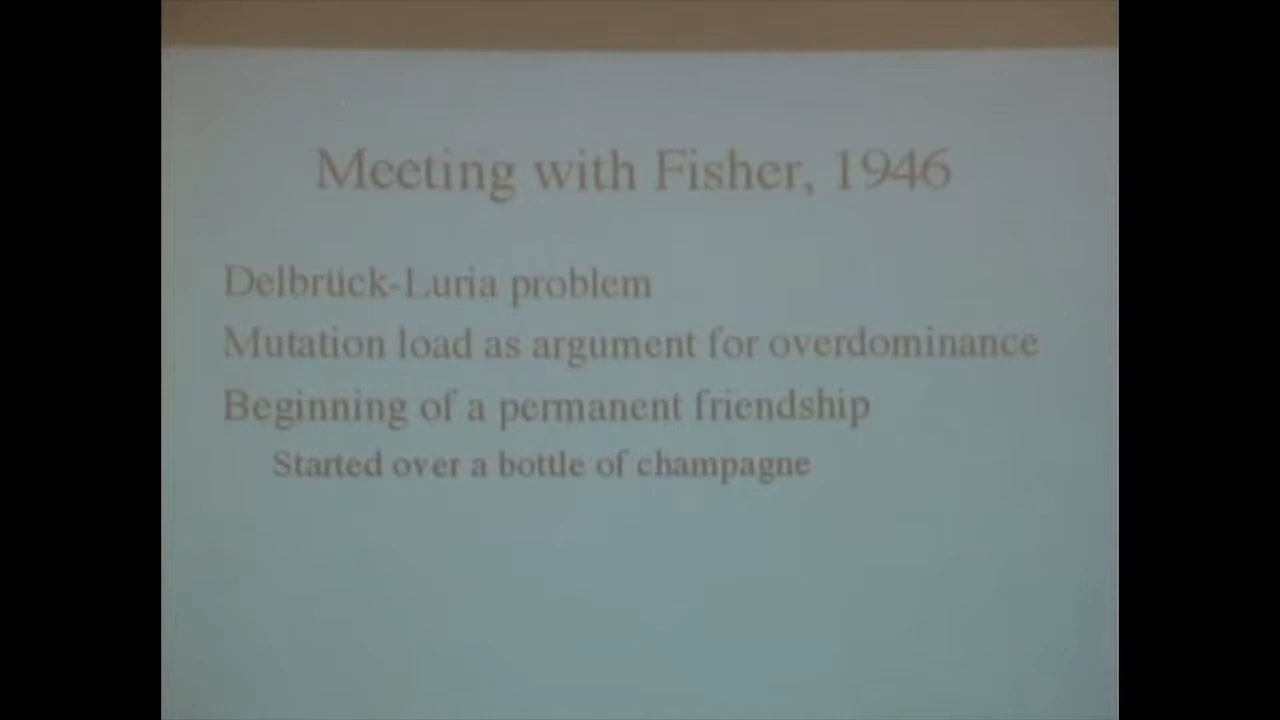 Meeting with Fisher, 1946
Delbrück-Luria problem
Mutation load as argument for overdominance
Beginning of a permanent friendship
Started over a bottle of champagne